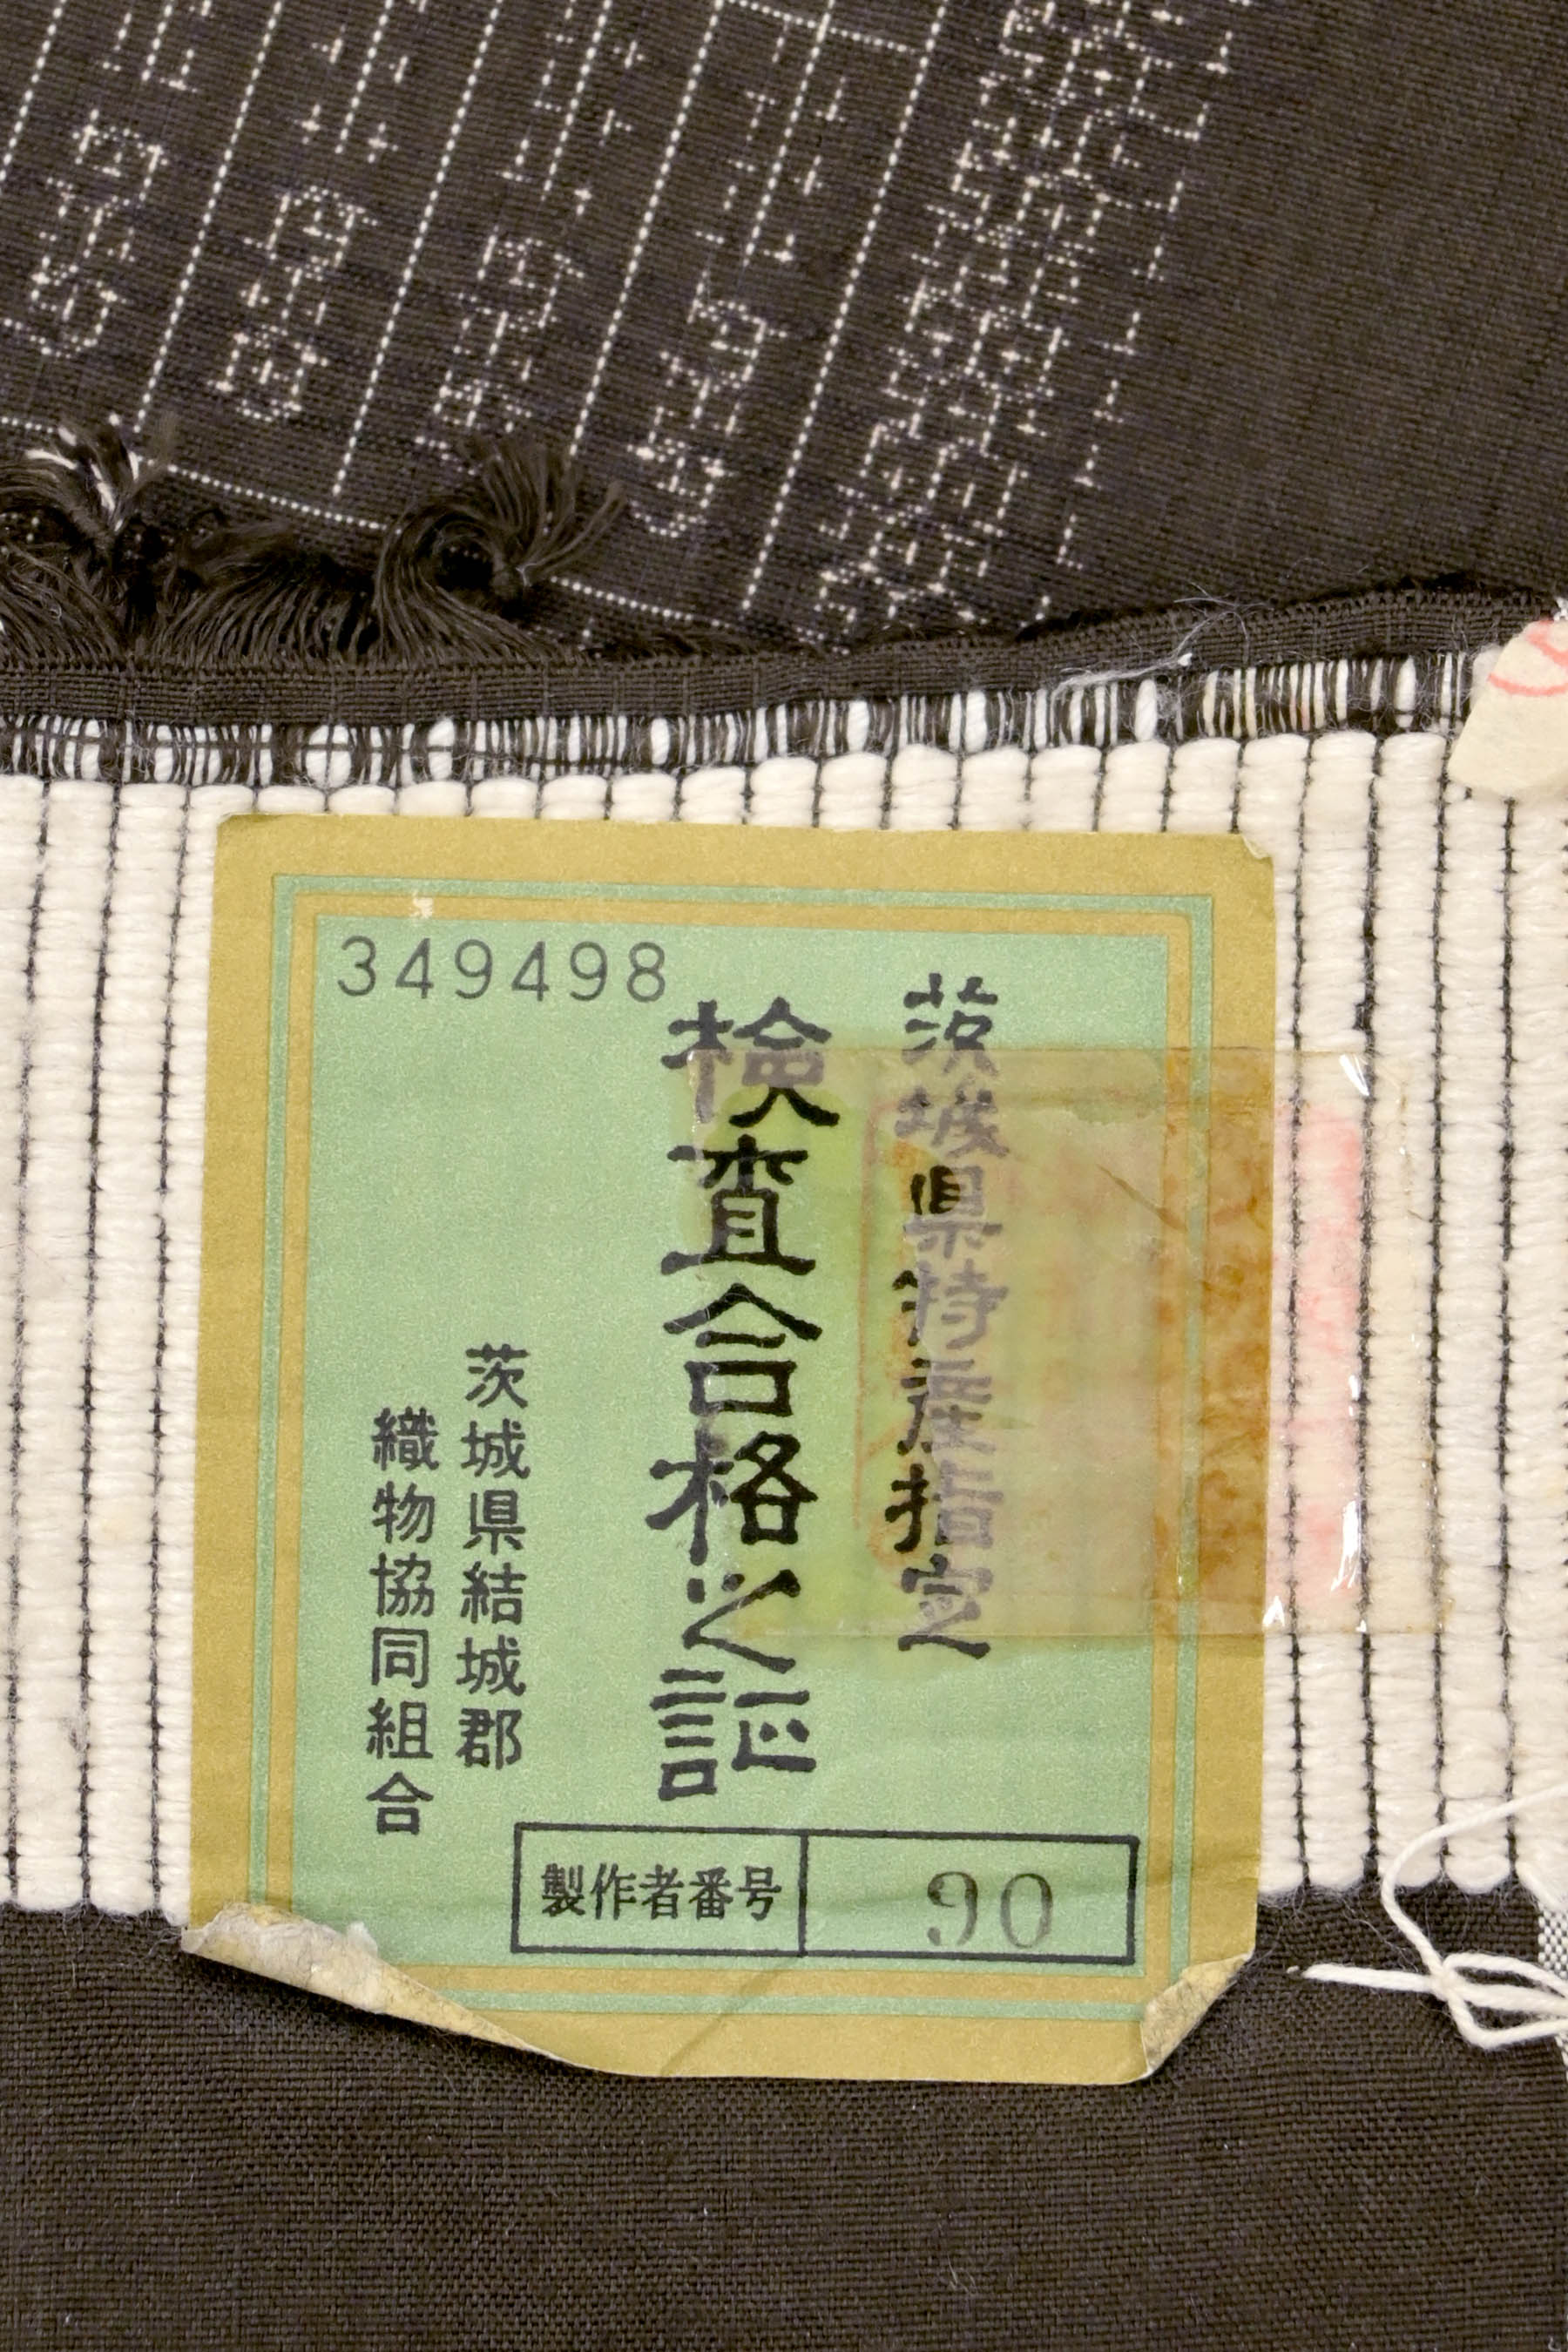 349498
茨城県特産指定
検査合格之証
茨城県結城郡
織物協同組合
製作者番号
90